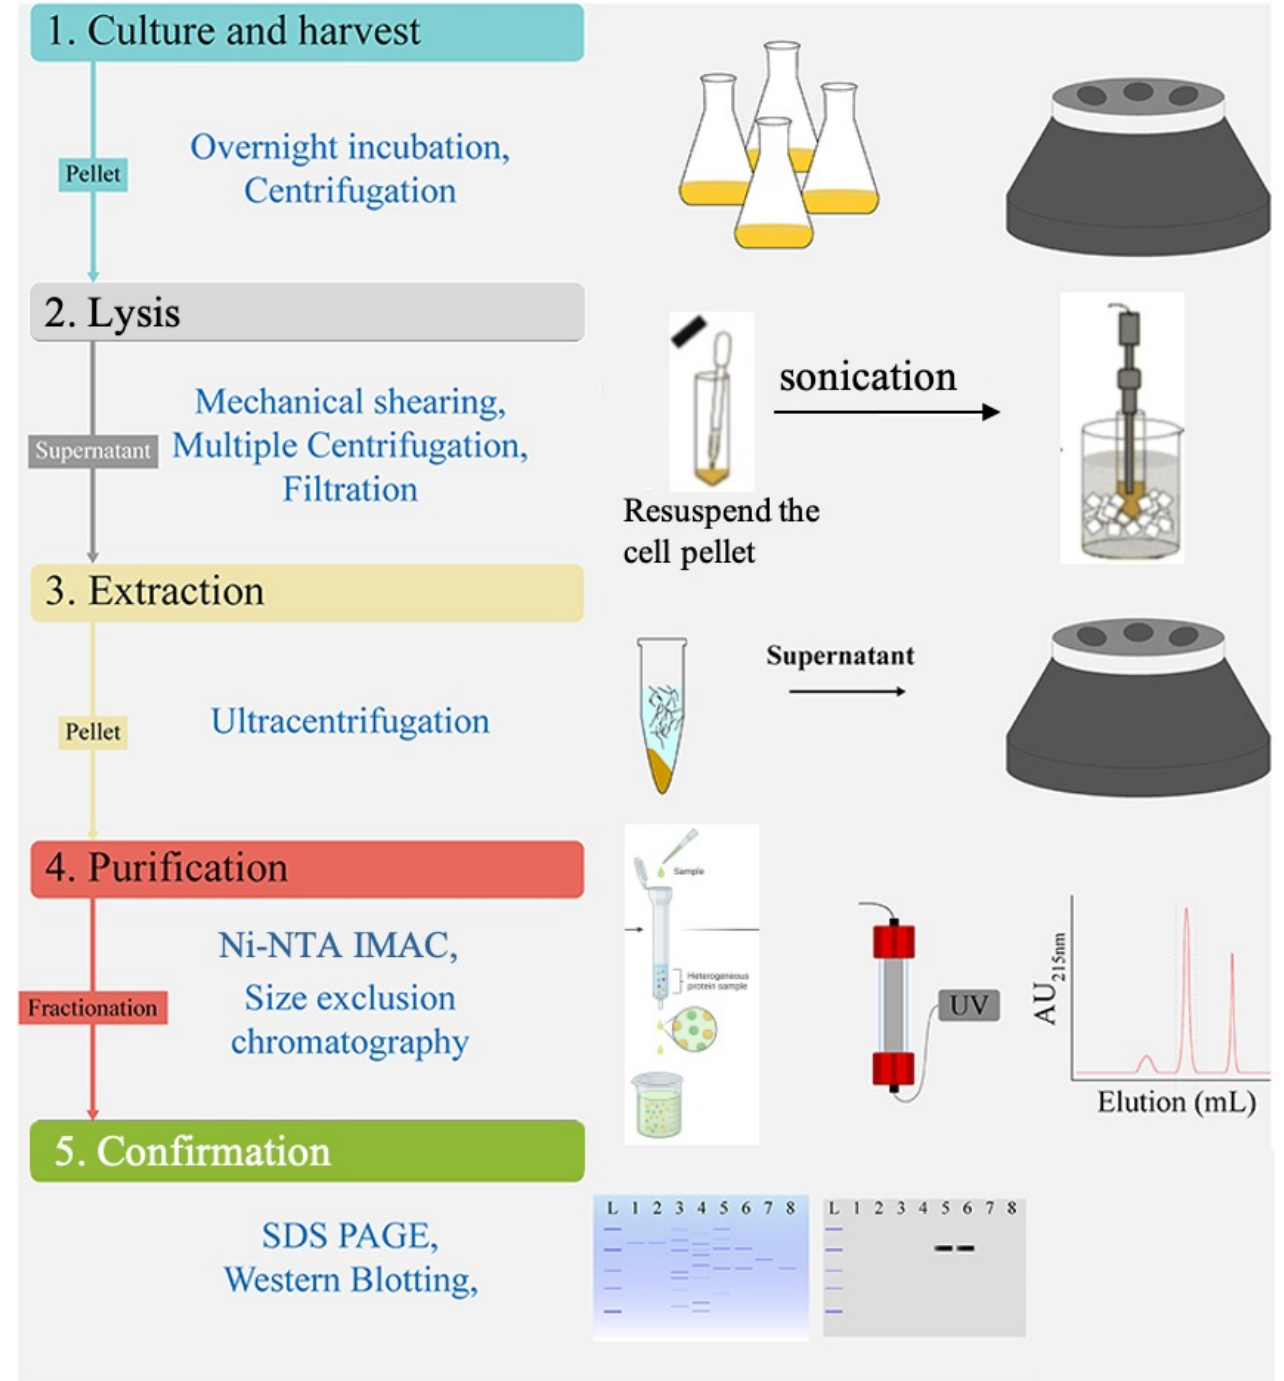 1. Culture and harvest
Pellet
Overnight incubation,
Centrifugation
2. Lysis
Supernatant
Mechanical shearing,
Multiple Centrifugation,
Filtration
sonication
Resuspend the
cell pellet
3. Extraction
Pellet
Ultracentrifugation
Supernatant
4. Purification
Fractionation
Ni-NTA IMAC,
Size exclusion
chromatography
Sample
Heterogeneous
protein sample
UV
AU215nm
Elution (mL)
5. Confirmation
SDS PAGE,
Western Blotting,
L 1 2 3 4 5 6 7 8
L 1 2 3 4 5 6 7 8